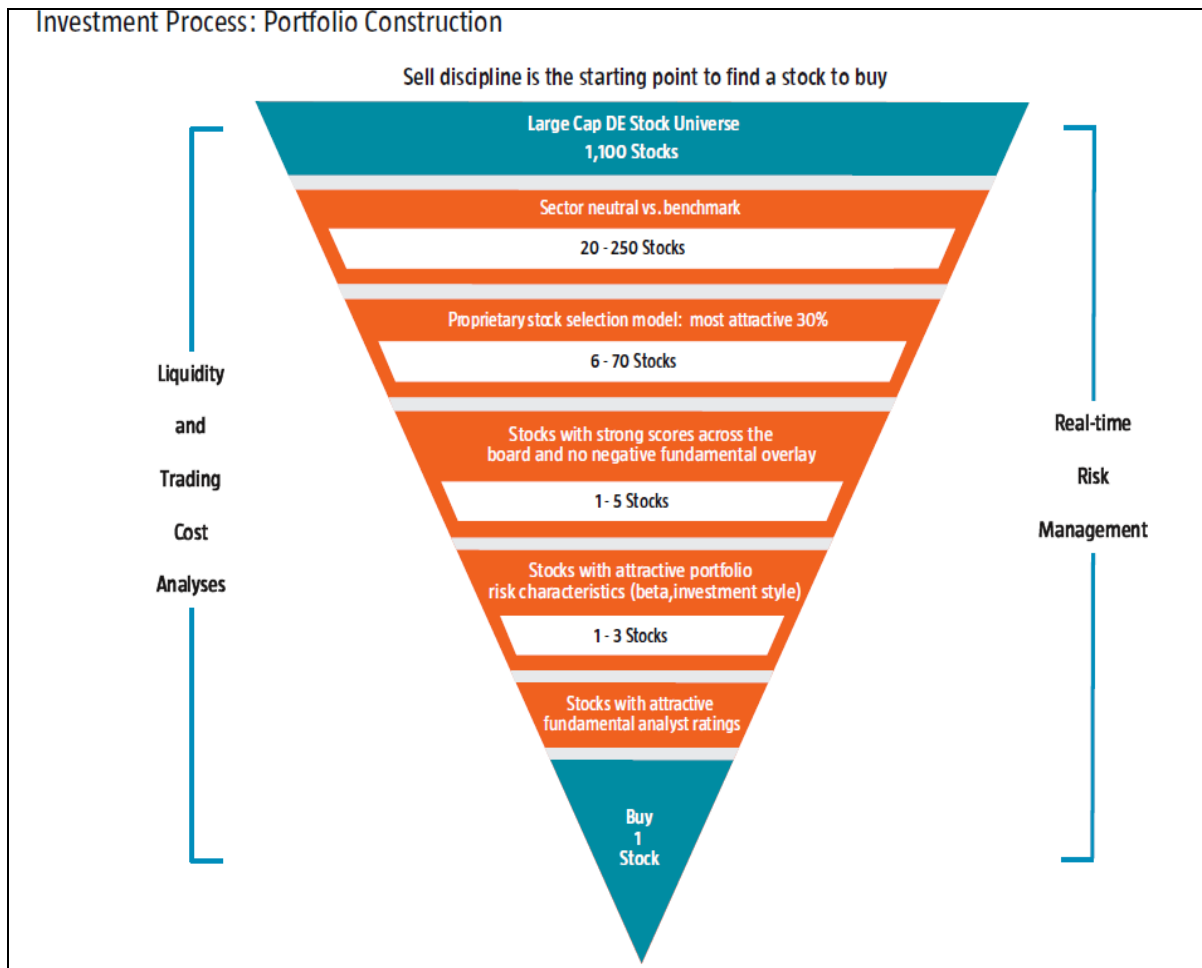 Investment Process: Portfolio Construction
Sell discipline is the starting point to find a stock to buy
Large Cap DE Stock Universe
1,100 Stocks
Sector neutral vs. benchmark
20 - 250 Stocks
Proprietary stock selection model: most attractive 30%
6 - 70 Stocks
Stocks with strong scores across the
board and no negative fundamental overlay
1 - 5 Stocks
Stocks with attractive portfolio
risk characteristics (beta,investment style)
1 - 3 Stocks
Stocks with attractive
fundamental analyst ratings
Buy
1
Stock
Liquidity
and
Trading
Cost
Analyses
Real-time
Risk
Management